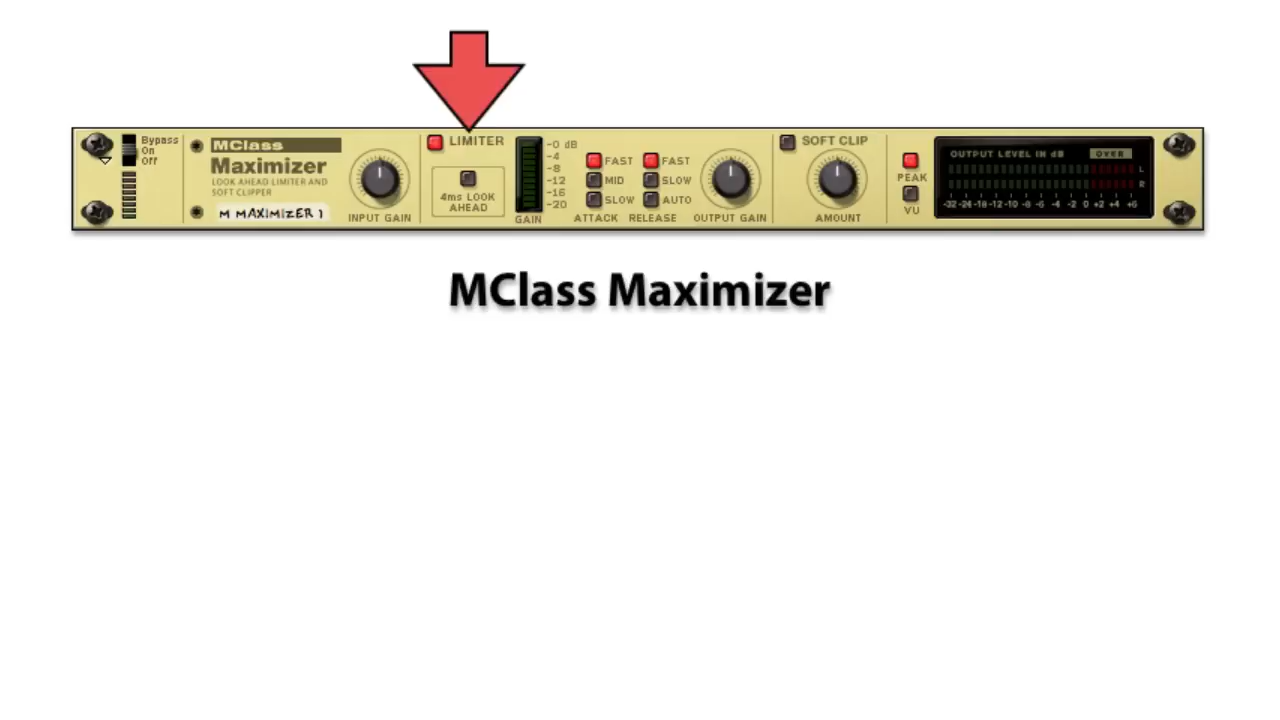 Bypass
On
Off
MClass
Maximizer
LOOK AHEAD LIMITER AND
SOFT CLIPPER
M MAXIMIZER 1
INPUT GAIN
LIMITER
4ms LOOK
AHEAD
-0 dB
-4
-8
-12
-16
-20
GAIN
FAST
MID
SLOW
ATTACK
FAST
SLOW
AUTO
RELEASE
OUTPUT GAIN
SOFT CLIP
AMOUNT
PEAK
VU
OUTPUT LEVEL IN dB OVER
L
R
-32 -24 -18 -12 -10 -8 -6 -4 -2 0 +2 +4 +6
MClass Maximizer